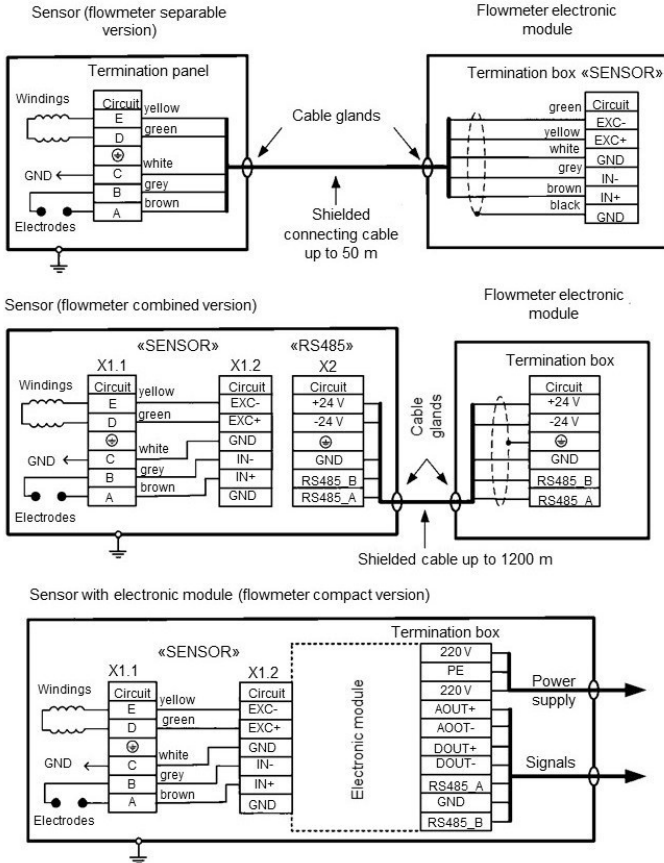 Sensor (flowmeter separable
version)
Flowmeter electronic
module
Termination panel
Windings
Circuit
E
yellow
D
green
GND
C
white
B
grey
A
brown
Electrodes
Cable glands
Shielded
connecting cable
up to 50 m
Termination box «SENSOR»
Circuit
green
EXC-
yellow
EXC+
white
GND
grey
IN-
brown
IN+
black
GND
Sensor (flowmeter combined version)
Flowmeter electronic
module
«SENSOR»
«RS485»
X1.1
X1.2
X2
Windings
Circuit
E
D
C
B
A
yellow
green
white
grey
brown
GND
Electrodes
Circuit
EXC-
EXC+
GND
IN-
IN+
GND
Circuit
+24 V
-24 V
GND
RS485_B
RS485_A
Cable
glands
Termination box
Circuit
+24 V
-24 V
GND
RS485_B
RS485_A
Shielded cable up to 1200 m
Sensor with electronic module (flowmeter compact version)
«SENSOR»
X1.1
X1.2
Windings
Circuit
E
D
C
B
A
yellow
green
white
grey
brown
GND
Electrodes
Circuit
EXC-
EXC+
GND
IN-
IN+
GND
Electronic module
Termination box
220 V
PE
220 V
AOUT+
AOOT-
DOUT+
DOUT-
RS485_A
GND
RS485_B
Power
supply
Signals